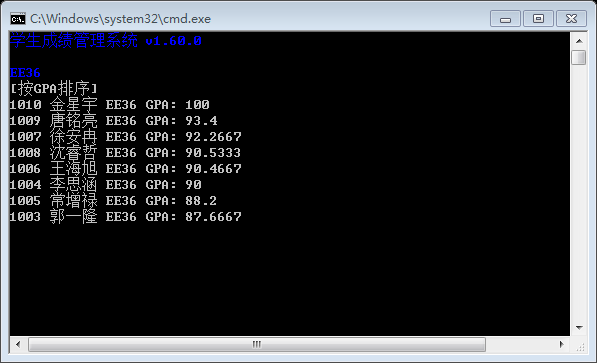 C:\Windows\system32\cmd.exe
学生成绩管理系统 v1.60.0
EE36
[按GPA排序]
1010 金星宇 EE36 GPA: 100
1009 唐铭亮 EE36 GPA: 93.4
1007 徐安冉 EE36 GPA: 92.2667
1008 沈睿哲 EE36 GPA: 90.5333
1006 王海旭 EE36 GPA: 90.4667
1004 李思涵 EE36 GPA: 90
1005 常增禄 EE36 GPA: 88.2
1003 郭一隆 EE36 GPA: 87.6667